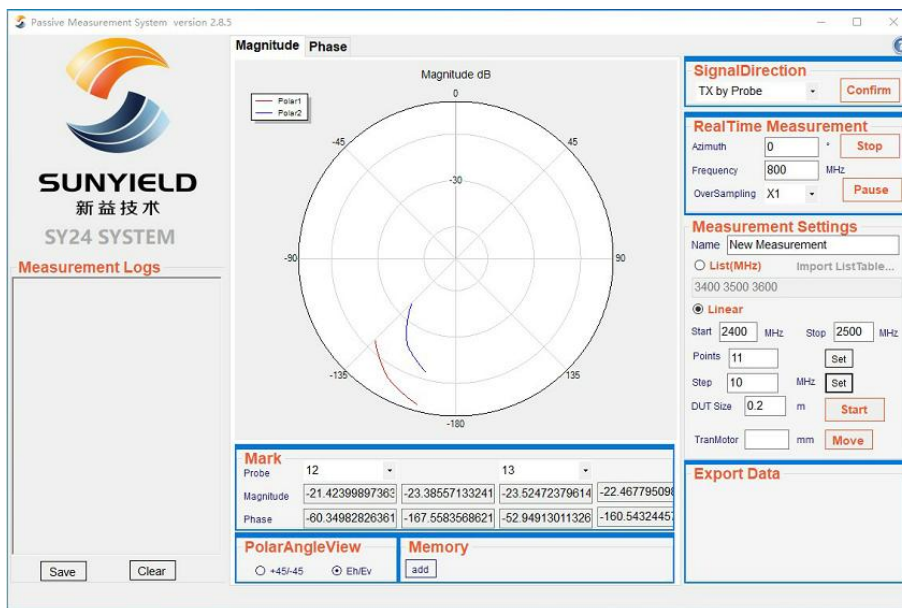 Passive Measurement System version 2.8.5
SUNYIELD
新益技术
SY24 SYSTEM
Measurement Logs
Save
Clear
Magnitude
Phase
Magnitude dB
Polar1
Polar2
0
-45
45
-30
-90
90
-135
135
-180
Mark
Probe
12
13
Magnitude
-21.42399897363
-23.38557133241
-23.52472379614
-22.467795098
Phase
-60.34982826361
-167.5583568621
-52.94913011326
-160.54324457
PolarAngleView
+45/-45
Eh/Ev
Memory
add
SignalDirection
TX by Probe
Confirm
RealTime Measurement
Azimuth
0
°
Stop
Frequency
800
MHz
OverSampling
X1
Pause
Measurement Settings
Name
New Measurement
List(MHz)
Import ListTable...
3400 3500 3600
Linear
Start
2400
MHz
Stop
2500
MHz
Points
11
Set
Step
10
MHz
Set
DUT Size
0.2
m
Start
TranMotor
mm
Move
Export Data